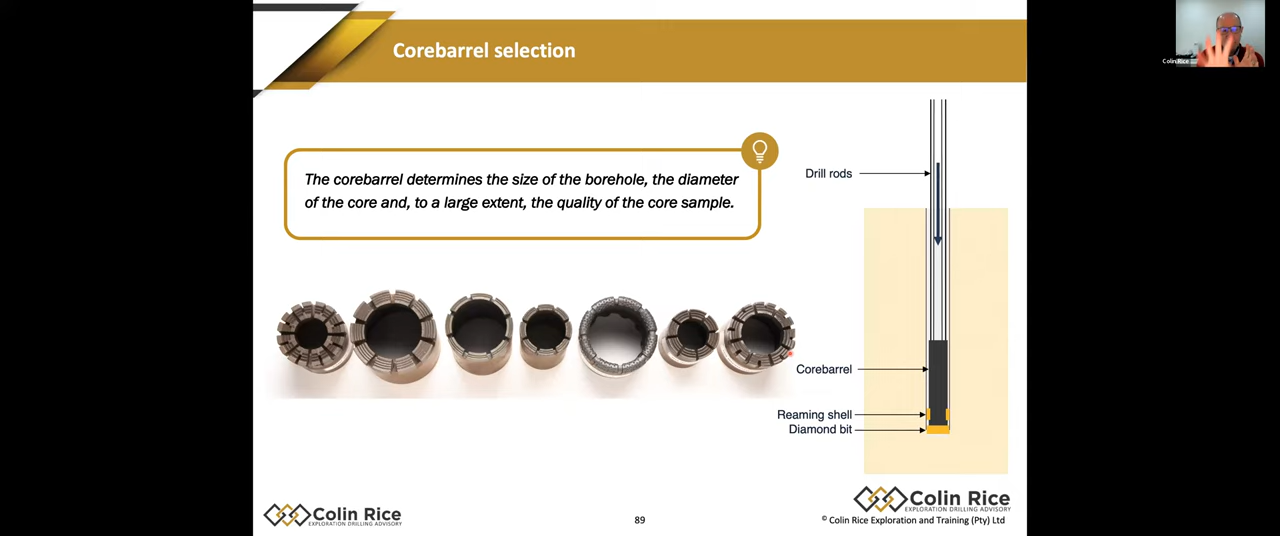 Corebarrel selection
Colin Rice
The corebarrel determines the size of the borehole, the diameter
of the core and, to a large extent, the quality of the core sample.
Drill rods
Corebarrel
Reaming shell
Diamond bit
Colin Rice
EXPLORATION DRILLING ADVISORY
89
Colin Rice
EXPLORATION DRILLING ADVISORY
© Colin Rice Exploration and Training (Pty) Ltd